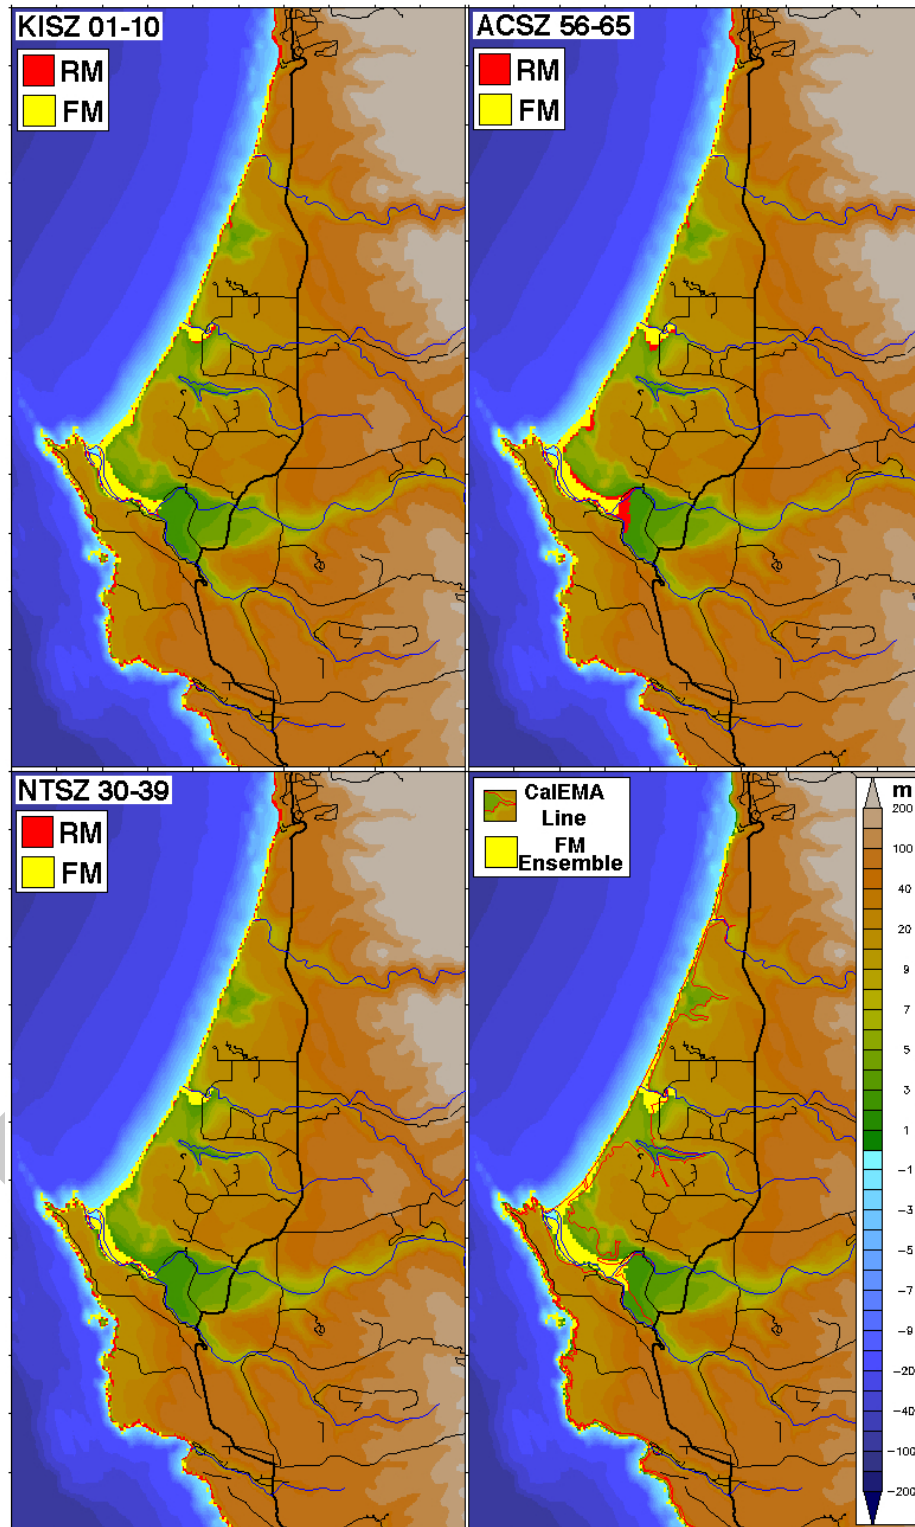 KISZ 01-10
RM
FM
ACSZ 56-65
RM
FM
NTSZ 30-39
RM
FM
CalEMA
Line
FM
Ensemble
m
200
100
40
20
9
7
5
3
1
-1
-3
-5
-7
-9
-20
-40
-100
-200